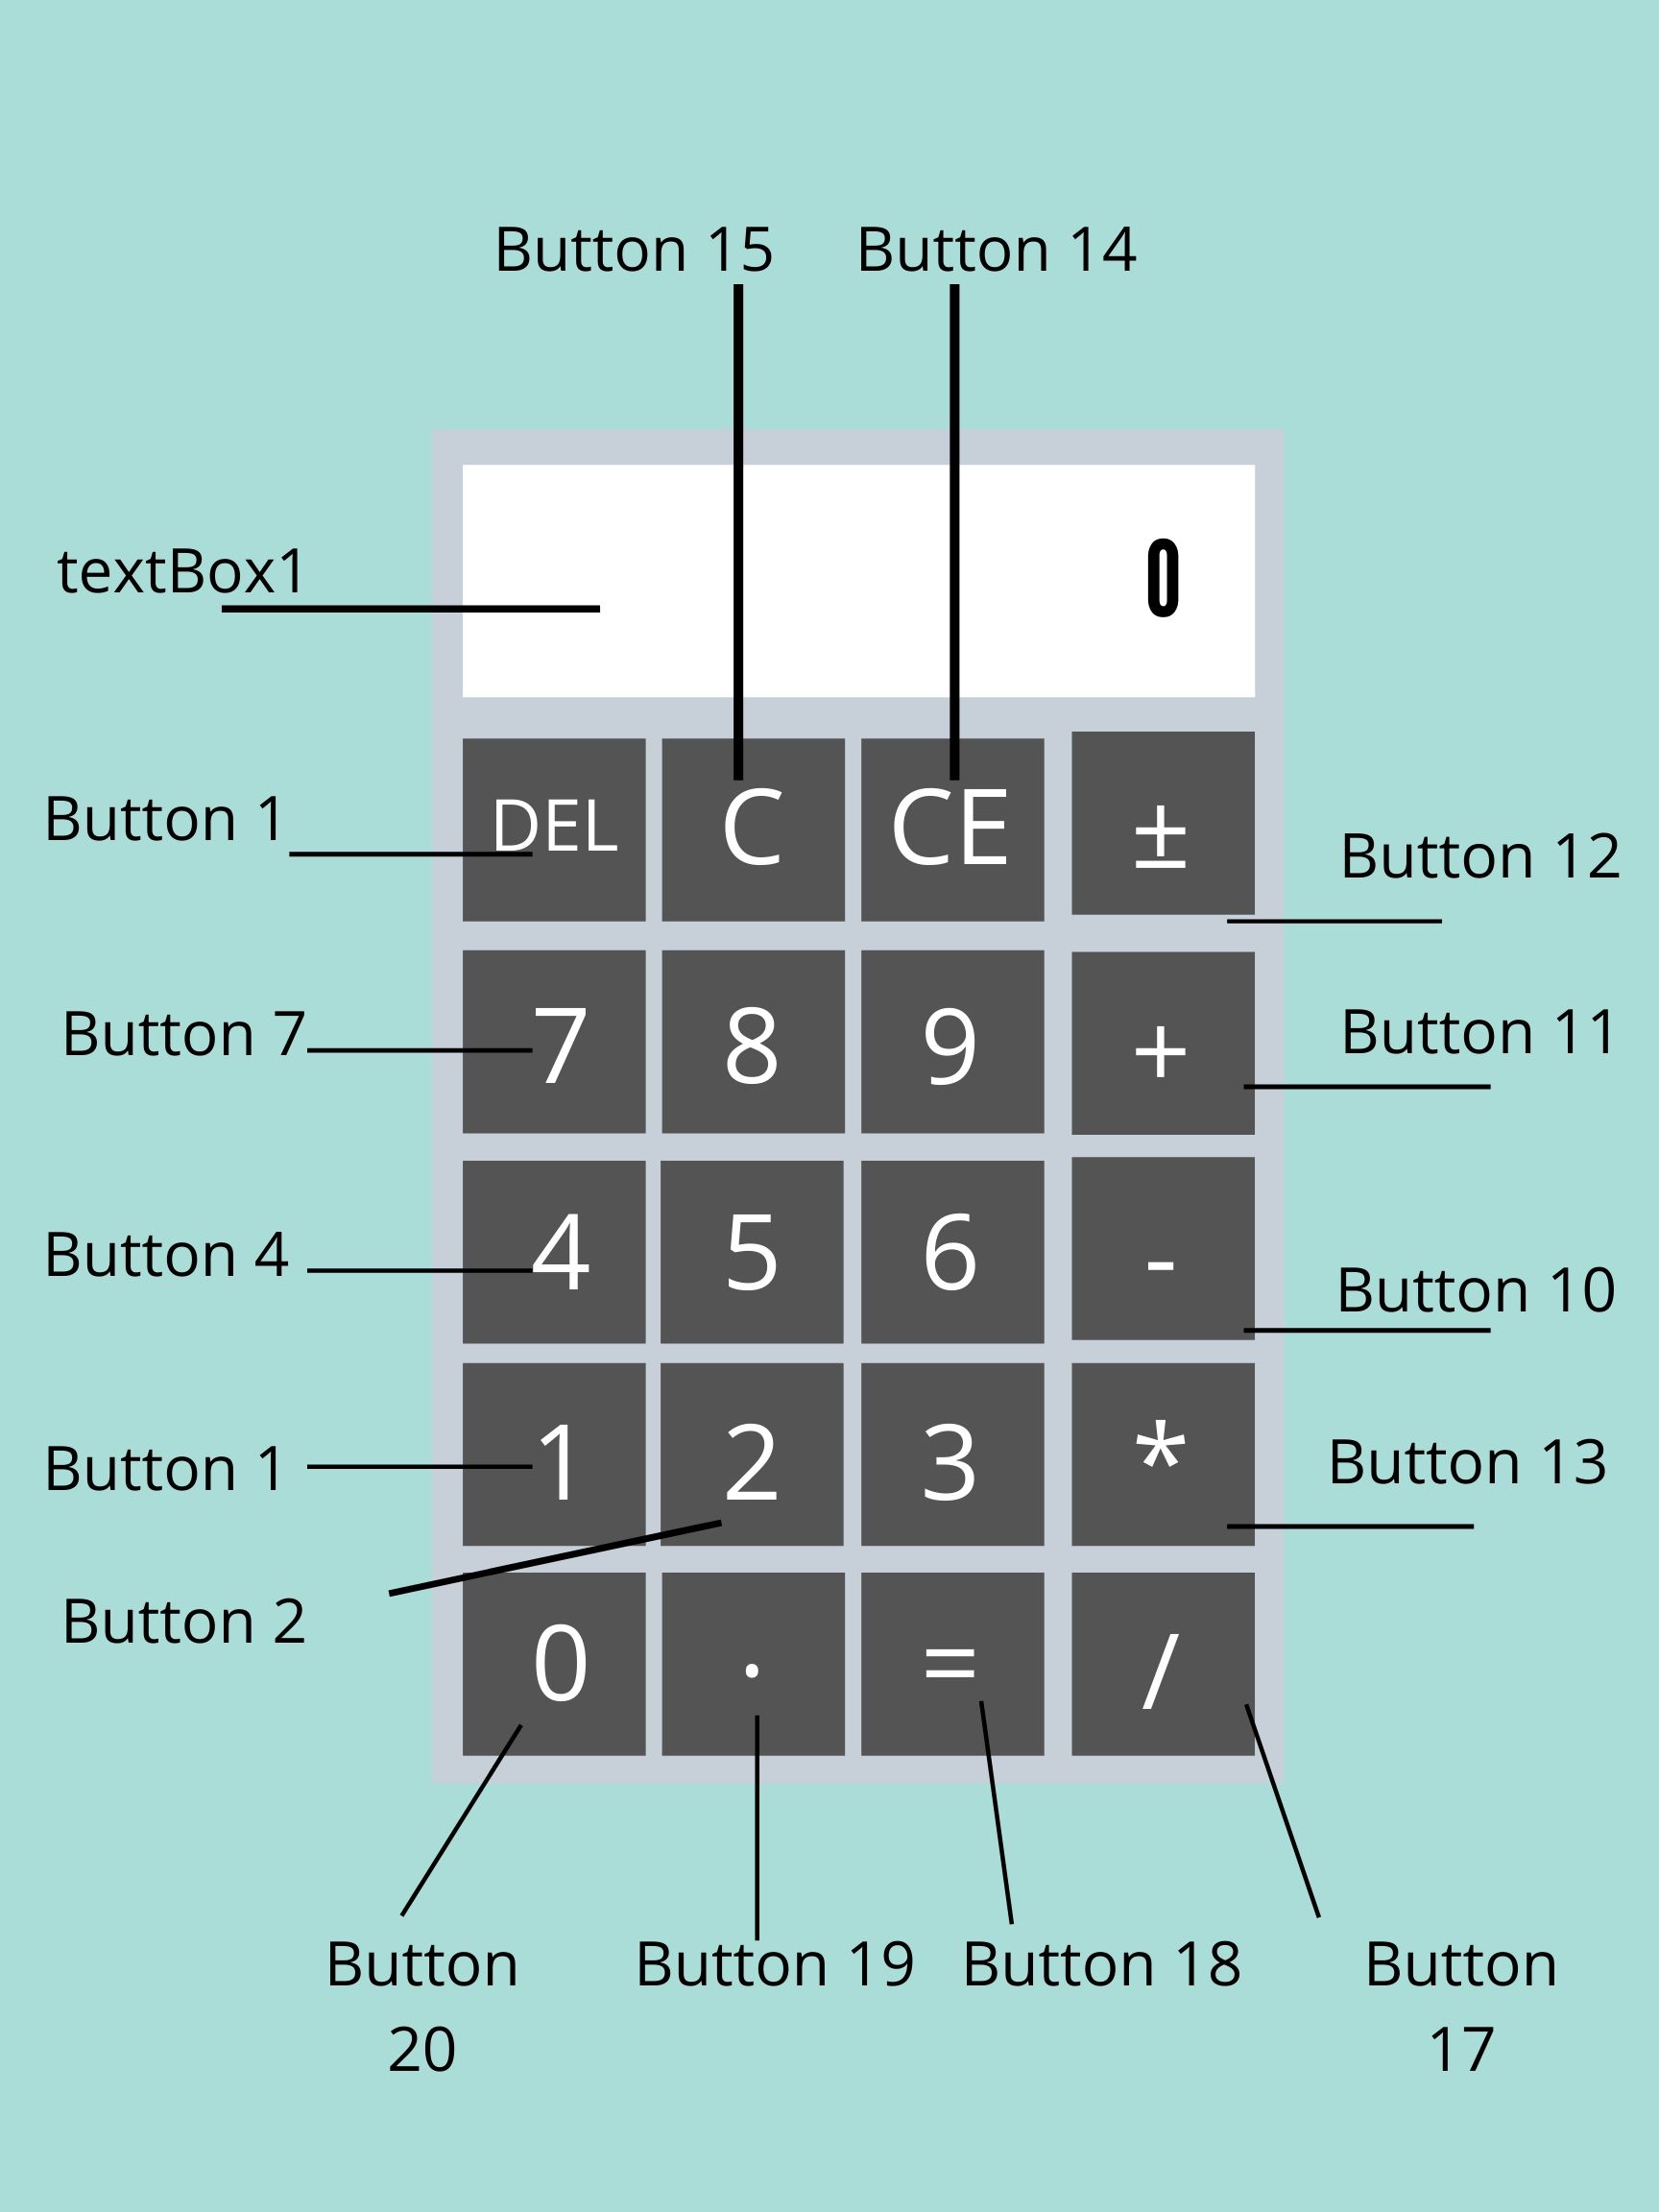 Button 15 Button 14
0
textBox1
DEL C CE ±
Button 1
Button 12
7 8 9 +
Button 7
Button 11
4 5 6 -
Button 4
Button 10
1 2 3 *
Button 1
Button 13
Button 2
0 . = /
Button Button 19 Button 18 Button
20 17